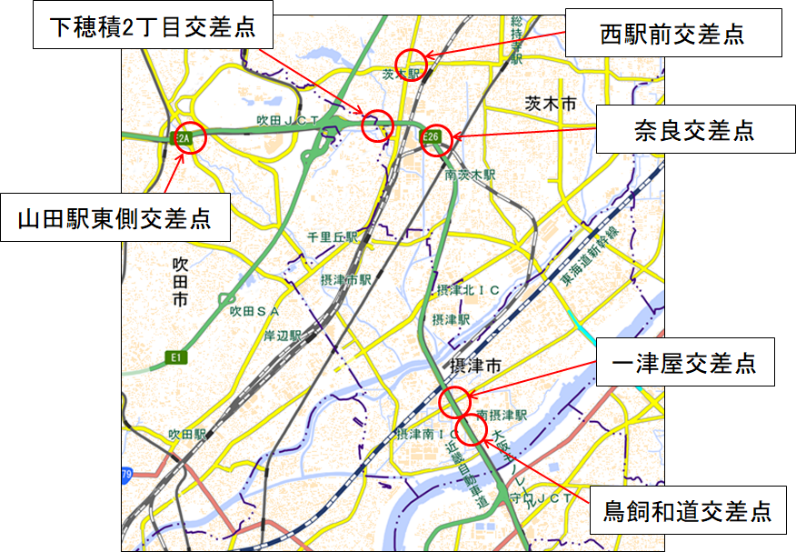 下穂積2丁目交差点
西駅前交差点
総持寺駅
茨木駅
茨木市
吹田JCT
奈良交差点
E2A
E26
南茨木駅
山田駅東側交差点
千里丘駅
東海道新幹線
吹田市
摂津市駅
摂津北IC
吹田SA
摂津駅
岸辺駅
E1
摂津市
一津屋交差点
南摂津駅
吹田駅
摂津南IC
大阪モノレール
近畿自動車道
479
守口JCT
鳥飼和道交差点